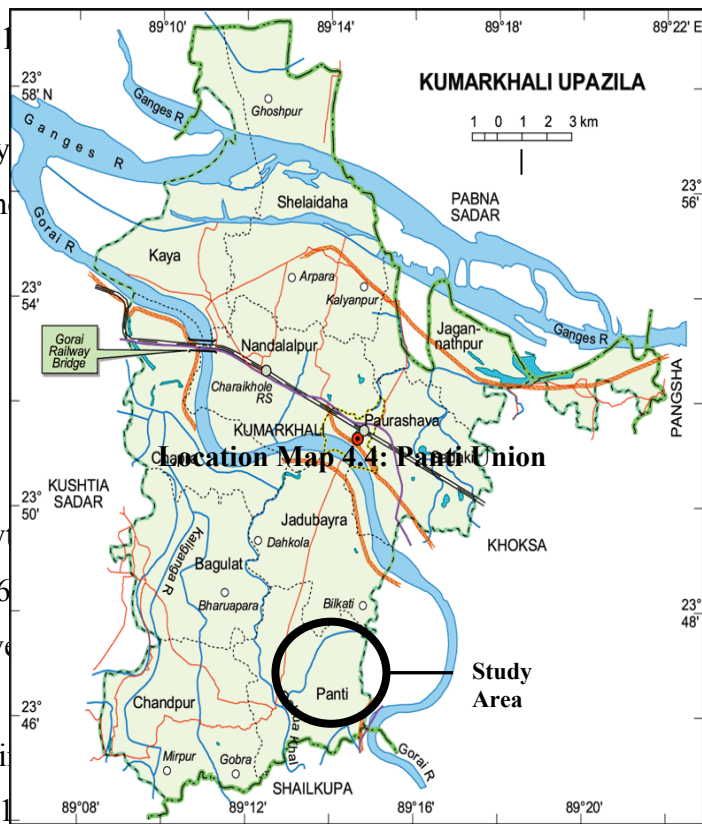 89°10'
89°14'
89°18'
89°22' E
1
23°
58' N
KUMARKHALI UPAZILA
Ganges R
Ghoshpur
1 0 1 2 3 km
Ganges R
y
23°
56'
Shelaidaha
PABNA
SADAR
Gorai R
Kaya
23°
54'
Arpara
Kalyanpur
Ganges R
Jagan-
nathpur
Gorai
Railway
Bridge
Nandalalpur
PANGSHA
Charaikhole
RS
Paurashava
KUMARKHALI
Location Map 4.4: Panti Union
KUSHTIA
SADAR
23°
50'
Jadubayra
KHOKSA
Kaliganga R
Dahkola
Bagulat
6
Bharuapara
Bilkati
23°
48'
Study
Area
Panti
Chandpur
23°
46'
Mirpur
Gobra
Gorai R
SHAILKUPA
1
89°08'
89°12'
89°16'
89°20'